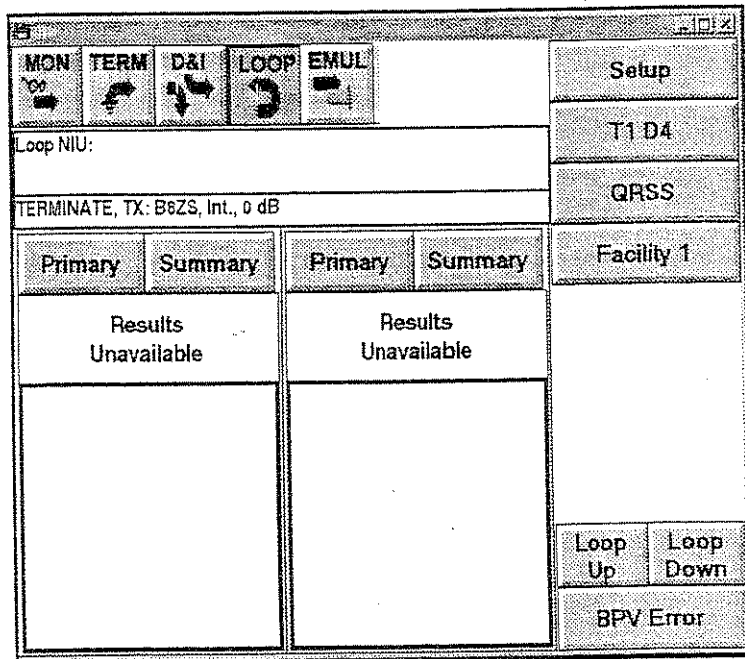 MON TERM D&I LOOP EMUL
Setup
T1 D4
Loop NIU:
QRSS
TERMINATE, TX: B8ZS, Int., 0 dB
Facility 1
Primary Summary Primary Summary
Results
Unavailable
Results
Unavailable
Loop
Up
Loop
Down
BPV Error